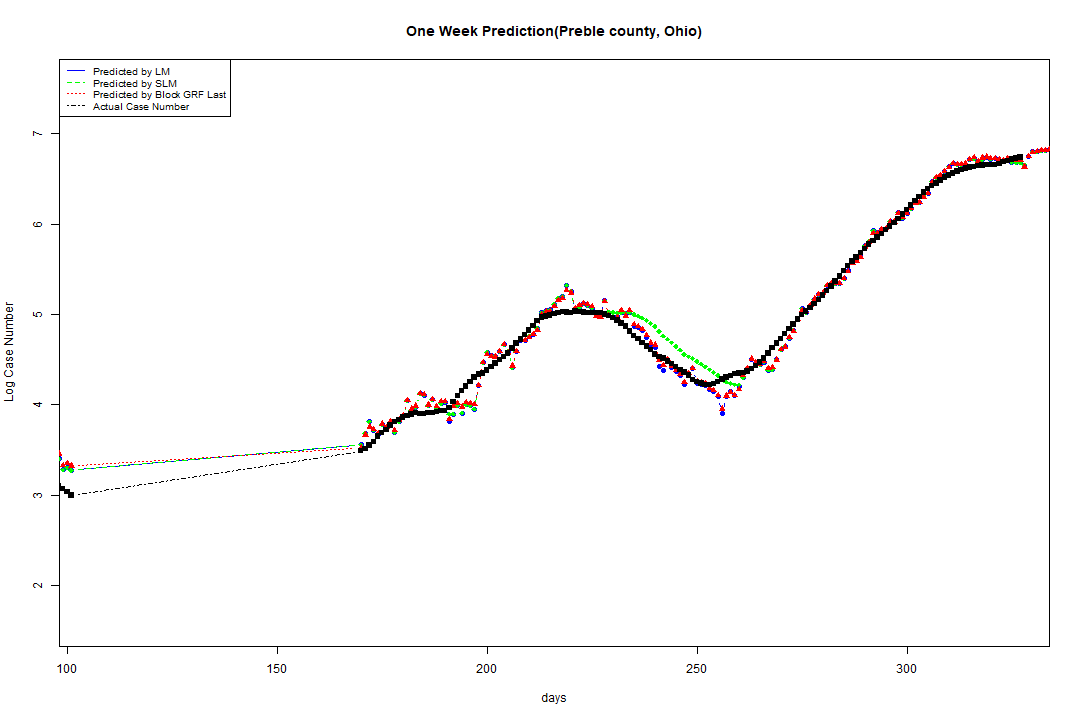 One Week Prediction(Preble county, Ohio)
Predicted by LM
Predicted by SLM
Predicted by Block GRF Last
Actual Case Number
7
6
5
4
3
2
Log Case Number
100 150 200 250 300
days